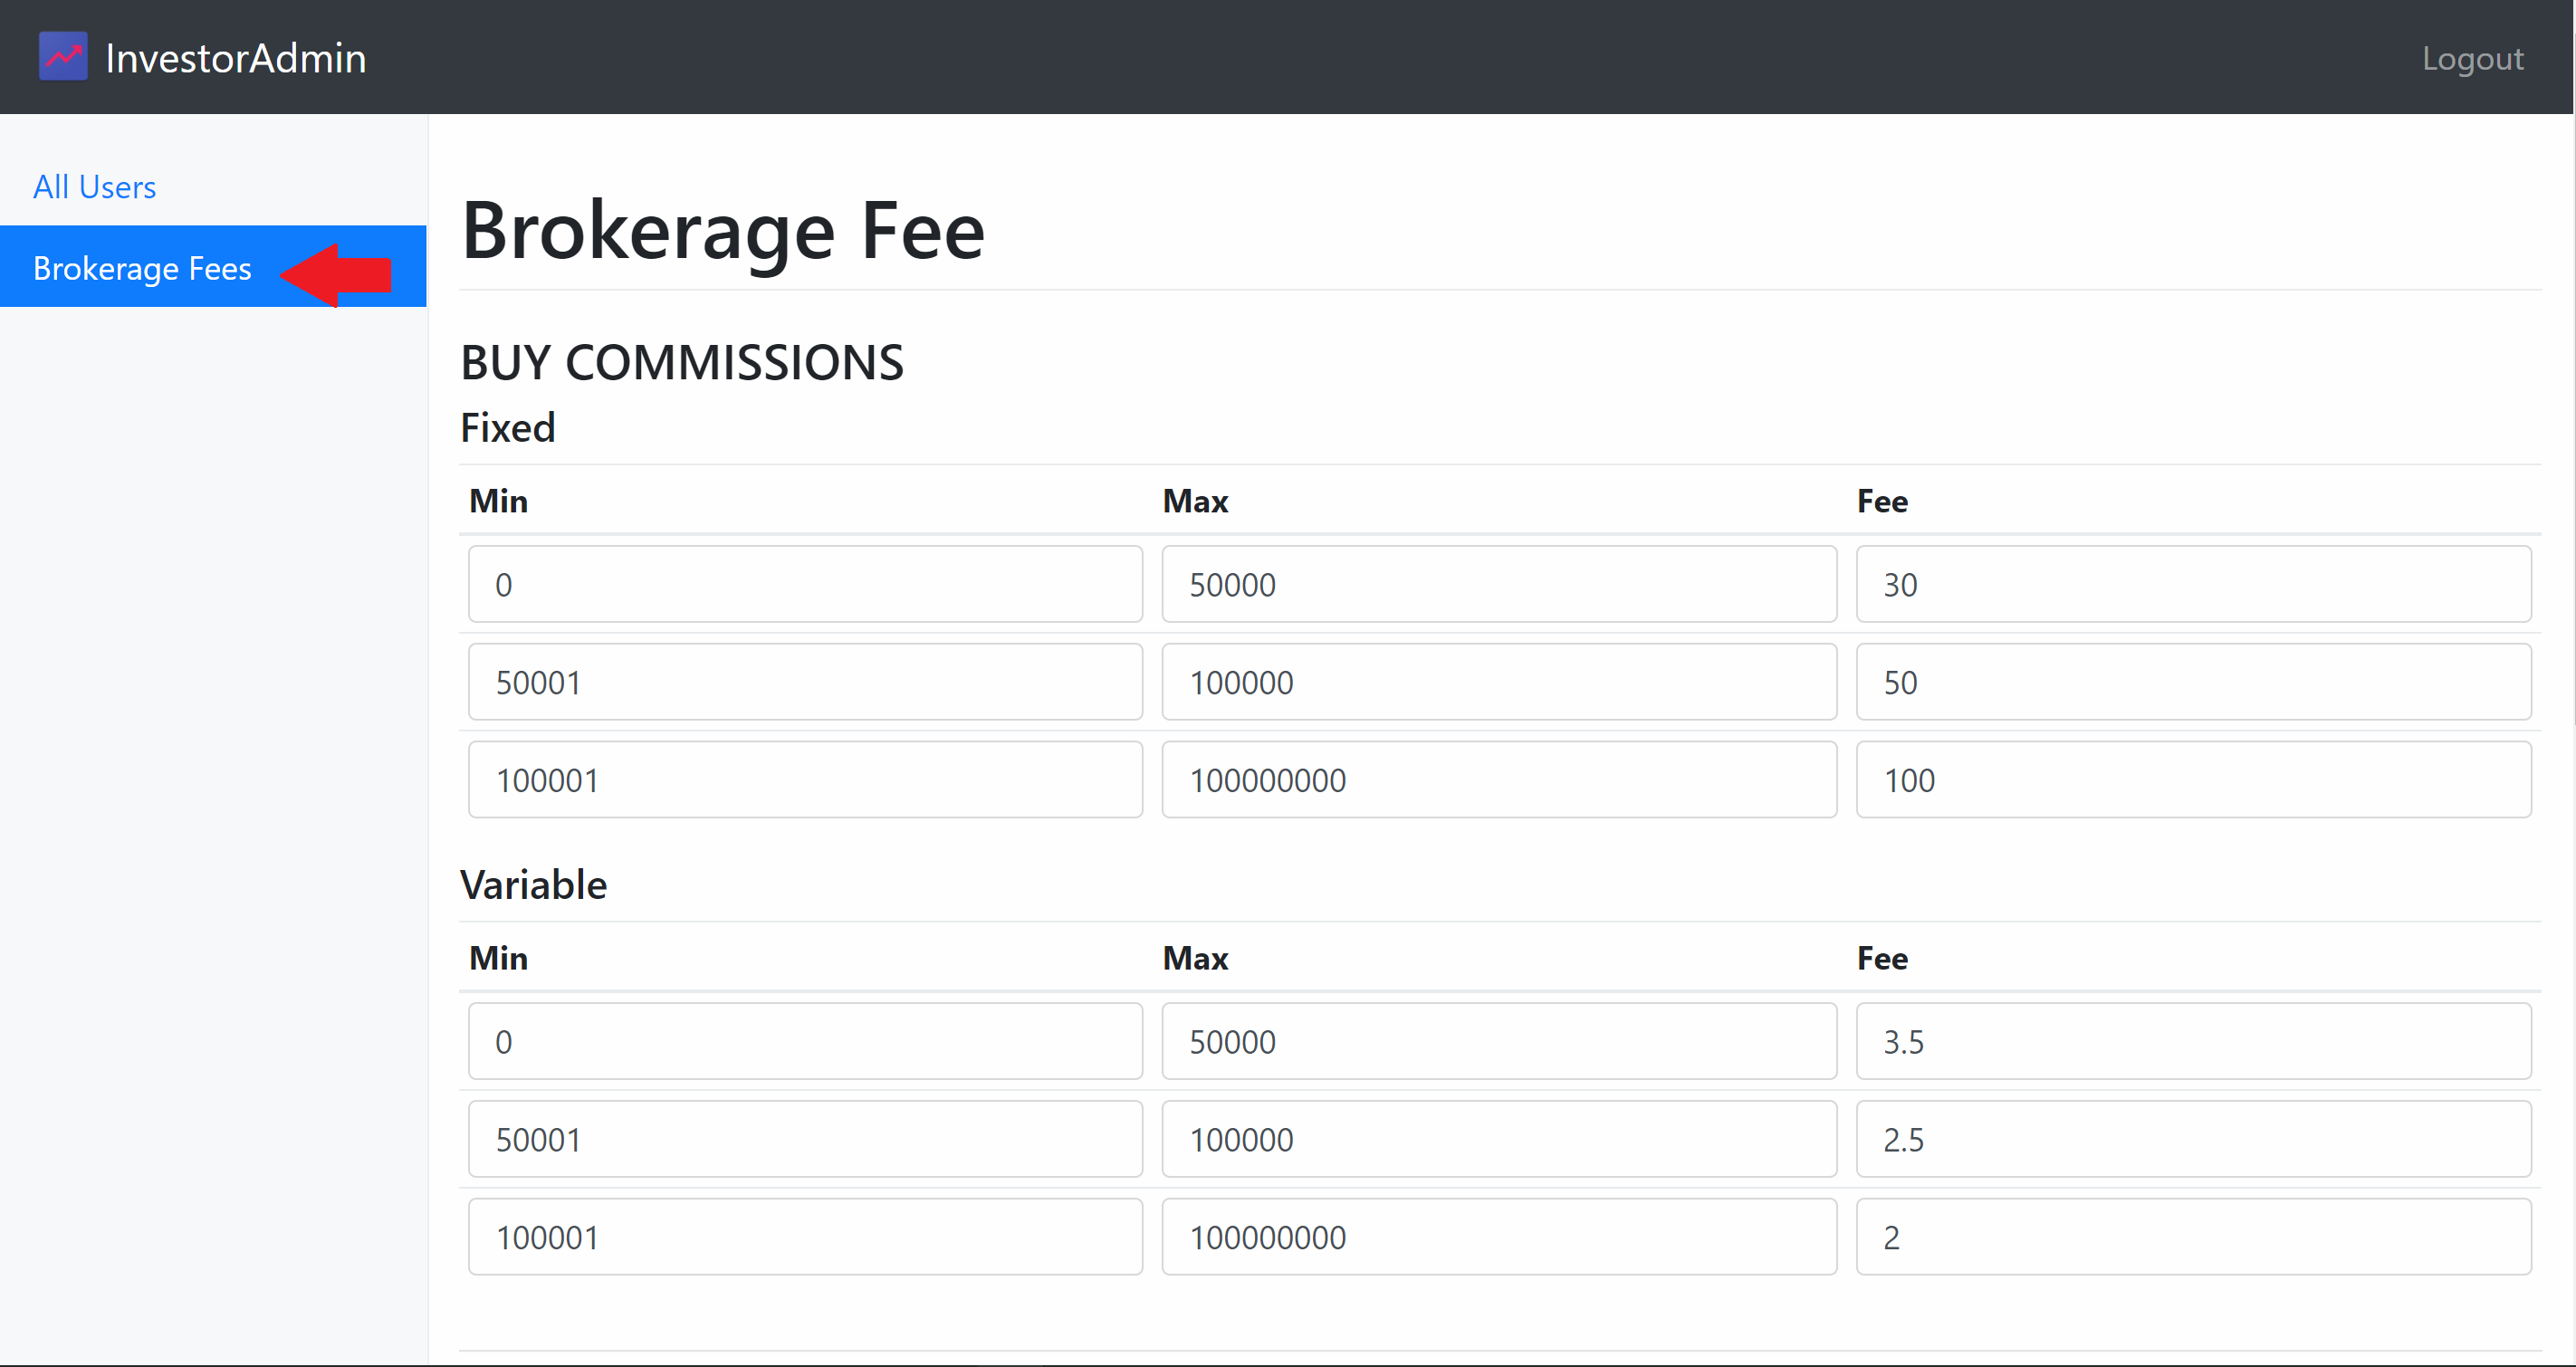 InvestorAdmin
Logout
All Users
Brokerage Fees
Brokerage Fee
BUY COMMISSIONS
Fixed
Min Max Fee
0 50000 30
50001 100000 50
100001 100000000 100
Variable
Min Max Fee
0 50000 3.5
50001 100000 2.5
100001 100000000 2